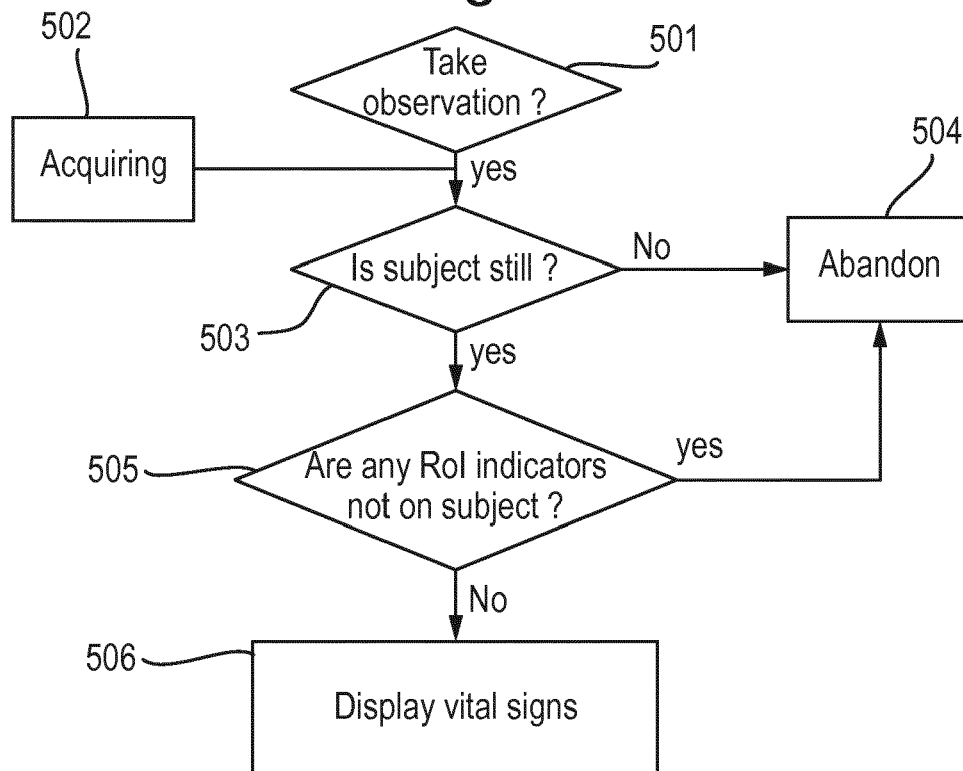 502
501
Take
observation ?
504
Acquiring
yes
Is subject still ?
No
Abandon
503
yes
505
Are any RoI indicators
not on subject ?
yes
No
506
Display vital signs